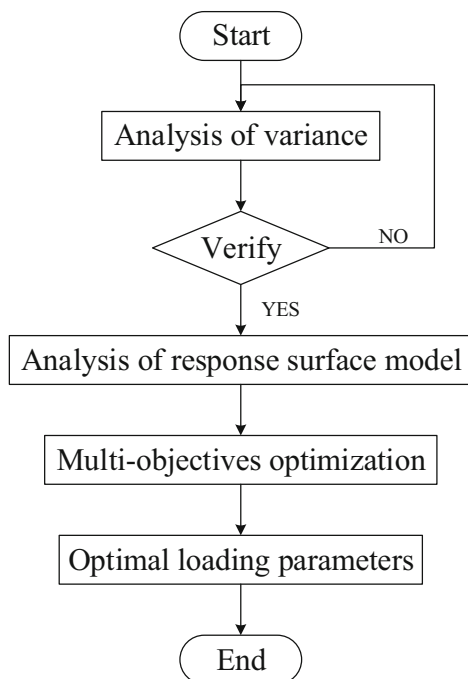 Start
Analysis of variance
Verify
NO
YES
Analysis of response surface model
Multi-objectives optimization
Optimal loading parameters
End